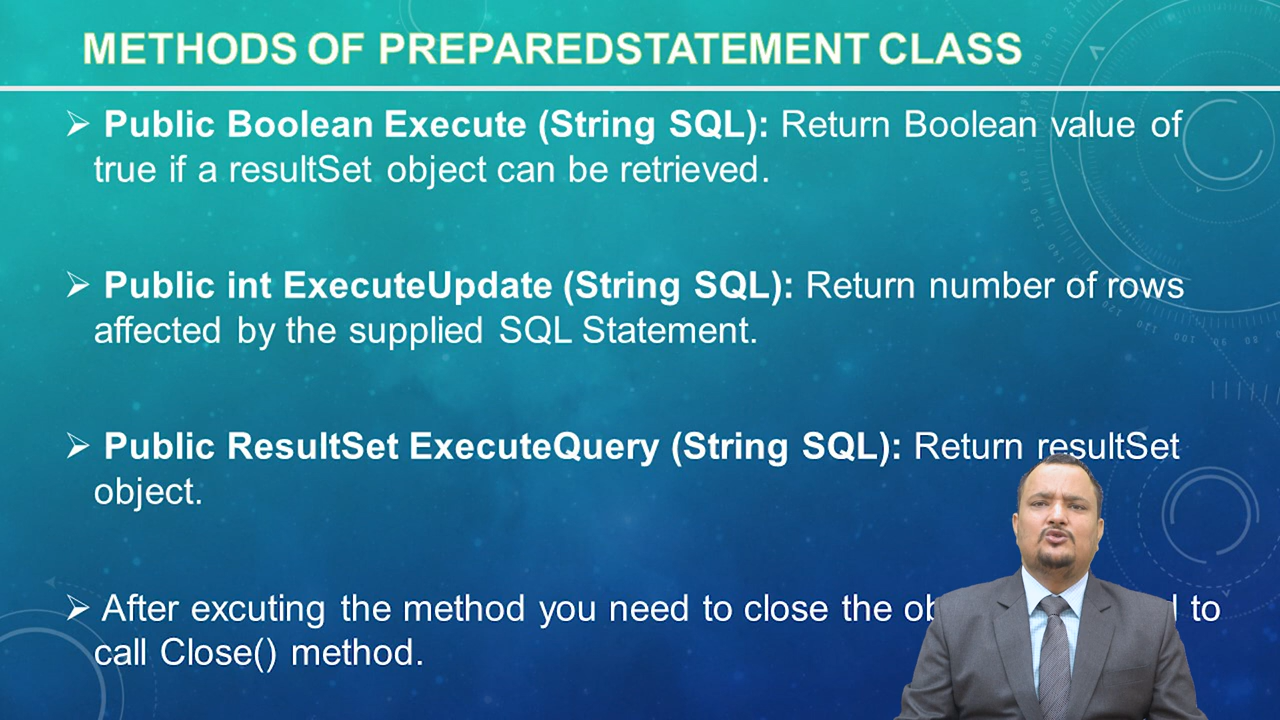 METHODS OF PREPAREDSTATEMENT CLASS
➢ Public Boolean Execute (String SQL): Return Boolean value of
true if a resultSet object can be retrieved.
➢ Public int ExecuteUpdate (String SQL): Return number of rows
affected by the supplied SQL Statement.
➢ Public ResultSet ExecuteQuery (String SQL): Return resultSet
object.
➢ After excuting the method you need to close the to
call Close() method.